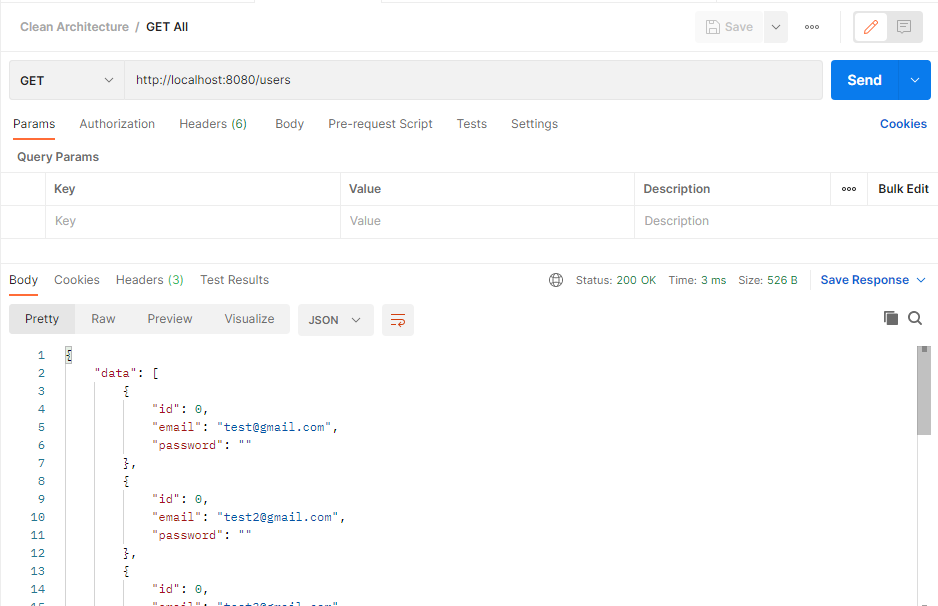 Clean Architecture / GET All
Save
GET
http://localhost:8080/users
Send
Params Authorization Headers (6) Body Pre-request Script Tests Settings Cookies
Query Params
Key Value Description ooo Bulk Edit
Key Value Description
Body Cookies Headers (3) Test Results Status: 200 OK Time: 3 ms Size: 526 B Save Response
Pretty Raw Preview Visualize JSON
1 {
2 "data": [
3 {
4 "id": 0,
5 "email": "test@gmail.com",
6 "password": ""
7 },
8 {
9 "id": 0,
10 "email": "test2@gmail.com",
11 "password": ""
12 },
13 {
14 "id": 0,
15 "email": "test3@gmail.com",